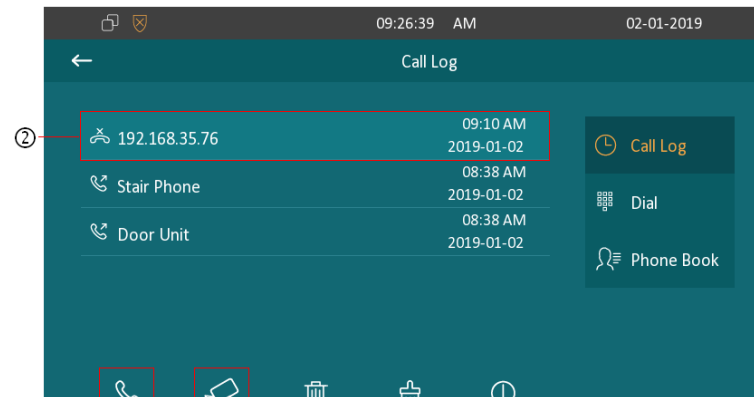 09:26:39 AM 02-01-2019
Call Log
② 192.168.35.76 09:10 AM
2019-01-02
Stair Phone 08:38 AM
2019-01-02
Door Unit 08:38 AM
2019-01-02
Call Log
Dial
Phone Book